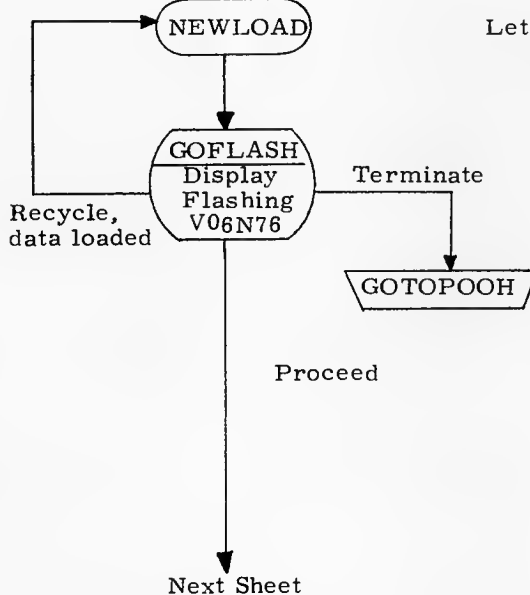 NEWLOAD
Let
GOFLASH
Display
Flashing
V06N76
Terminate
Recycle,
data loaded
GOTOPOOH
Proceed
Next Sheet